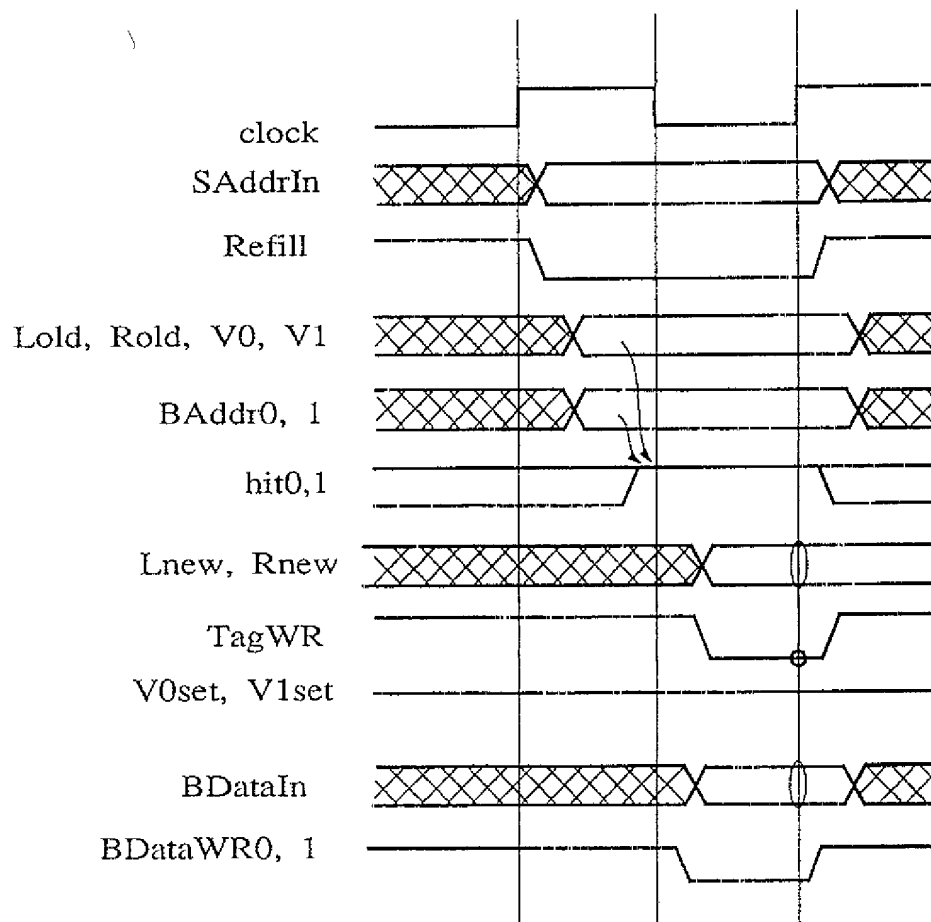 clock
SAddrIn
Refill
Lold, Rold, V0, V1
BAddr0, 1
hit0,1
Lnew, Rnew
TagWR
V0set, V1set
BDataIn
BDataWR0, 1